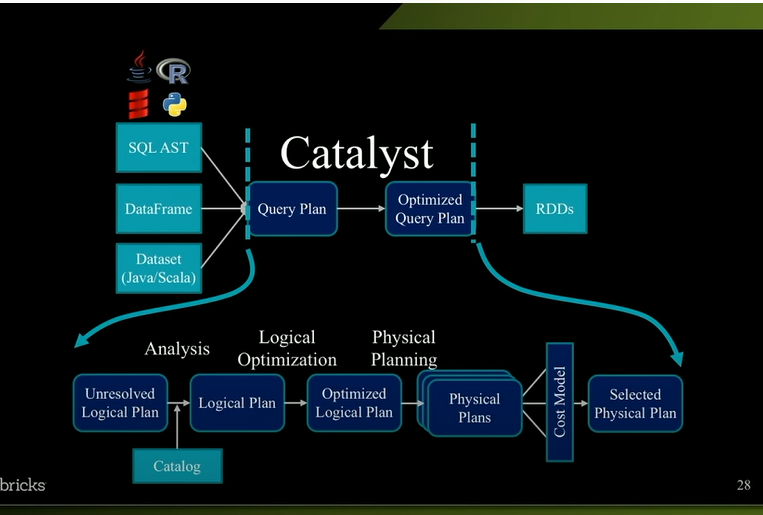 R
SQL AST
Catalyst
DataFrame
Query Plan
Optimized
Query Plan
RDDs
Dataset
(Java/Scala)
Analysis
Logical
Optimization
Physical
Planning
Unresolved
Logical Plan
Logical Plan
Optimized
Logical Plan
Physical
Plans
Cost Model
Selected
Physical Plan
Catalog
bricks
28